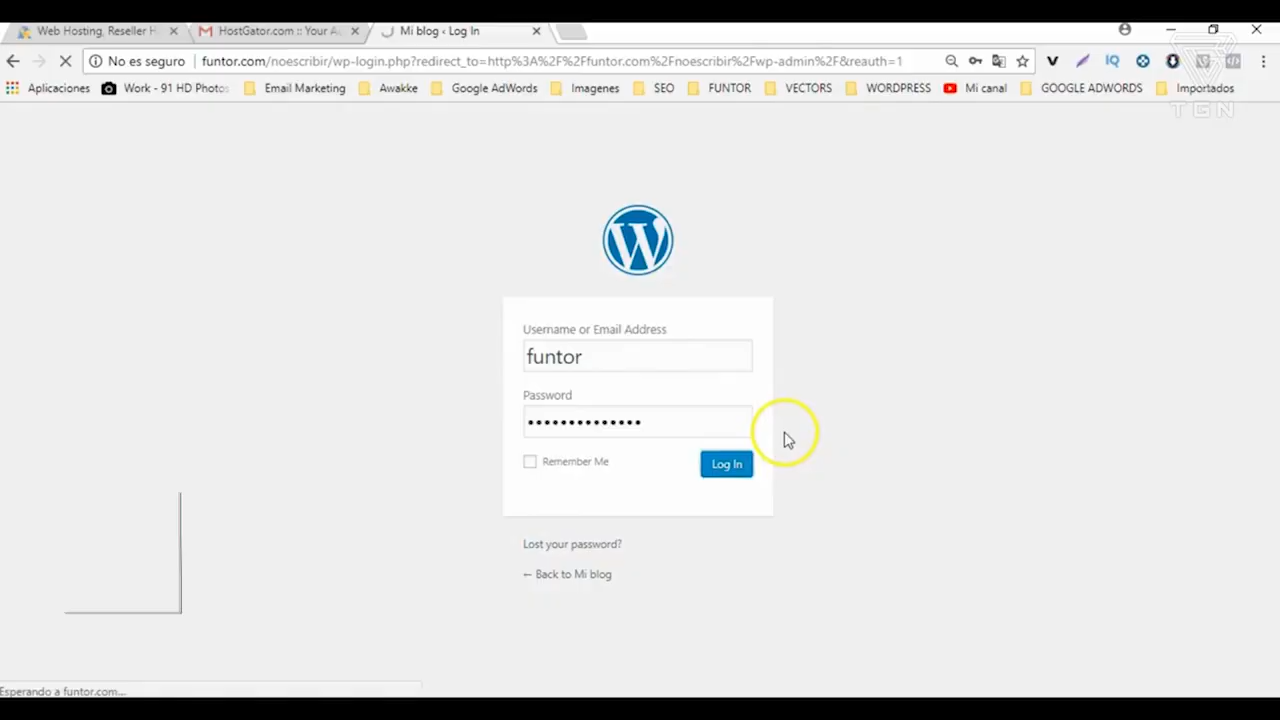 Web Hosting, Reseller H
HostGator.com :: Your A
Mi blog ‹ Log In
No es seguro
funtor.com/noescribir/wp-login.php?redirect_to=http%3A%2F%2Ffuntor.com%2Fnoescribir%2Fwp-admin%2F&reauth=1
Aplicaciones
Work - 91 HD Photos
Email Marketing
Awakke
Google AdWords
Imagenes
SEO
FUNTOR
VECTORS
WORDPRESS
Mi canal
GOOGLE ADWORDS
Importados
TGN
W
Username or Email Address
funtor
Password
••••••••••••••
Remember Me
Log In
Lost your password?
← Back to Mi blog
Esperando a funtor.com...